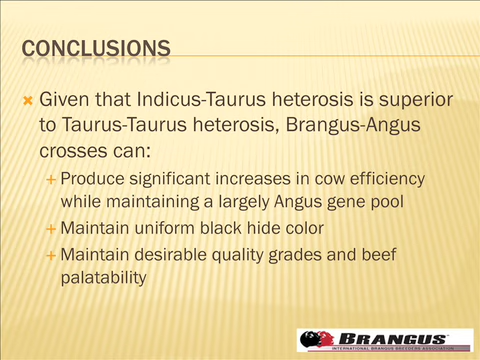 CONCLUSIONS
Given that Indicus-Taurus heterosis is superior
to Taurus-Taurus heterosis, Brangus-Angus
crosses can:
Produce significant increases in cow efficiency
while maintaining a largely Angus gene pool
Maintain uniform black hide color
Maintain desirable quality grades and beef
palatability
BRANGUS
INTERNATIONAL BRANGUS BREEDERS ASSOCIATION